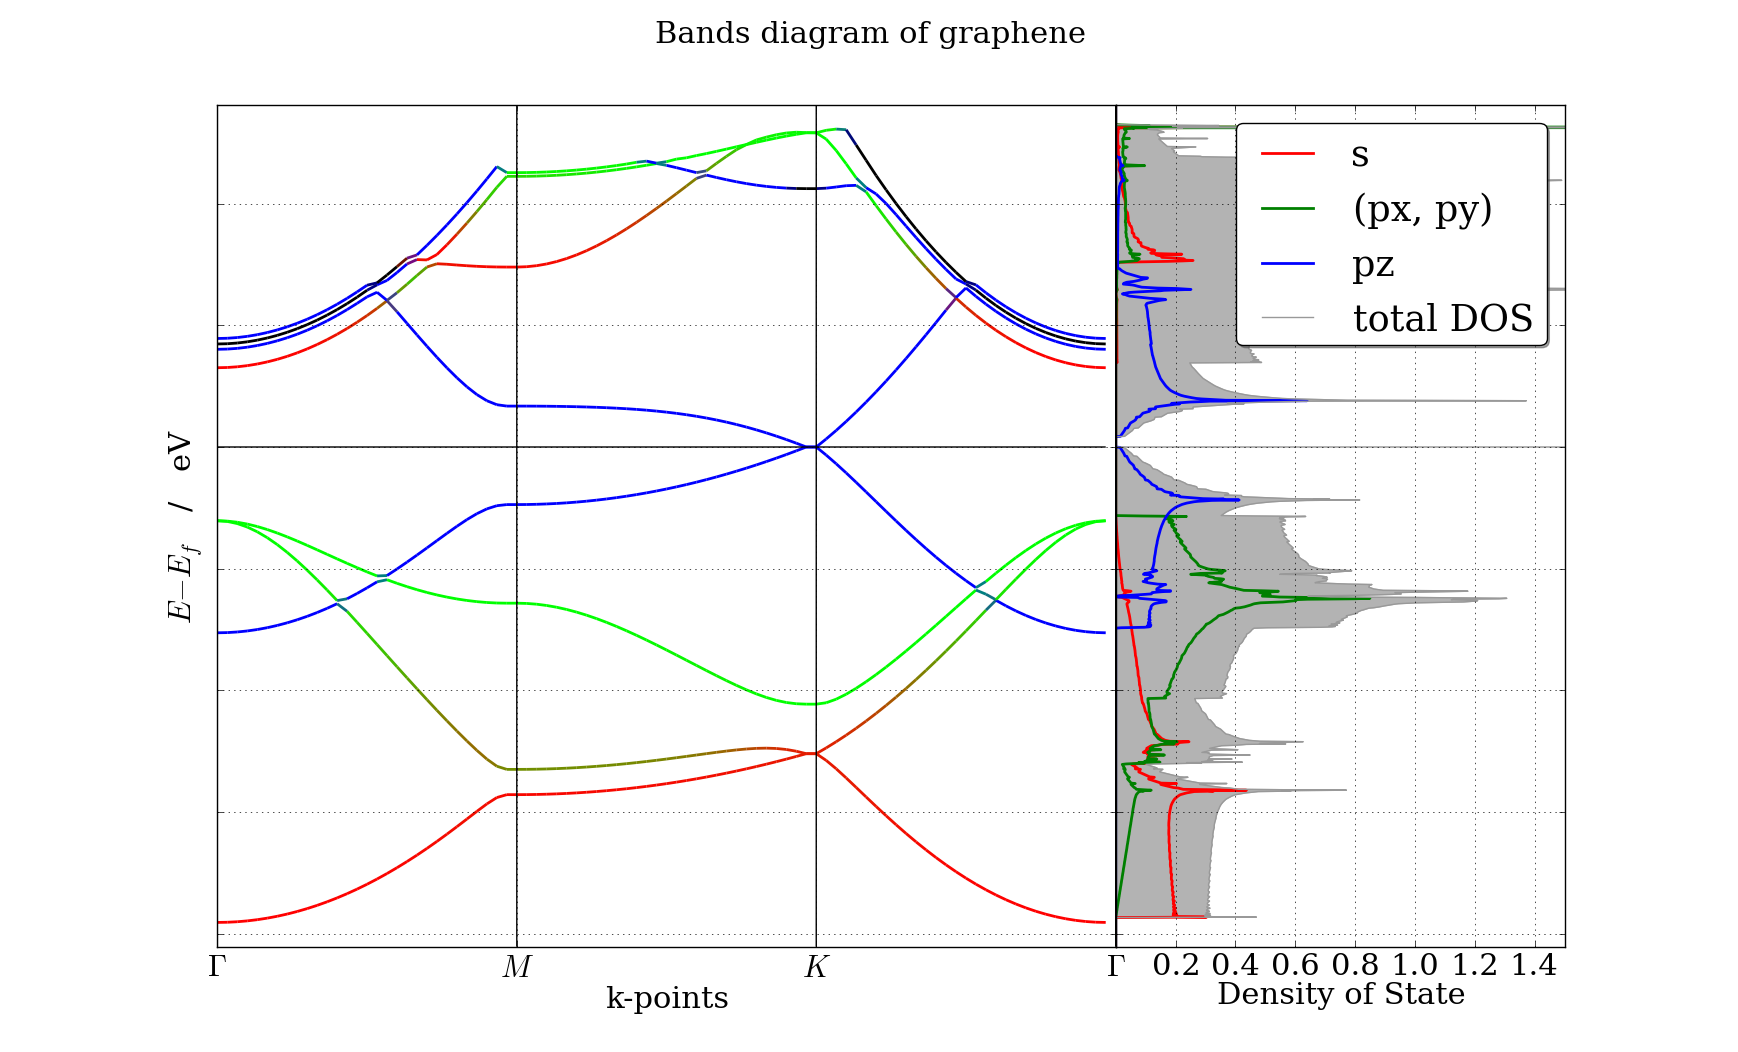 Bands diagram of graphene
s
(px, py)
pz
total DOS
E−E_f / eV
Γ M K Γ 0.2 0.4 0.6 0.8 1.0 1.2 1.4
k-points
Density of State